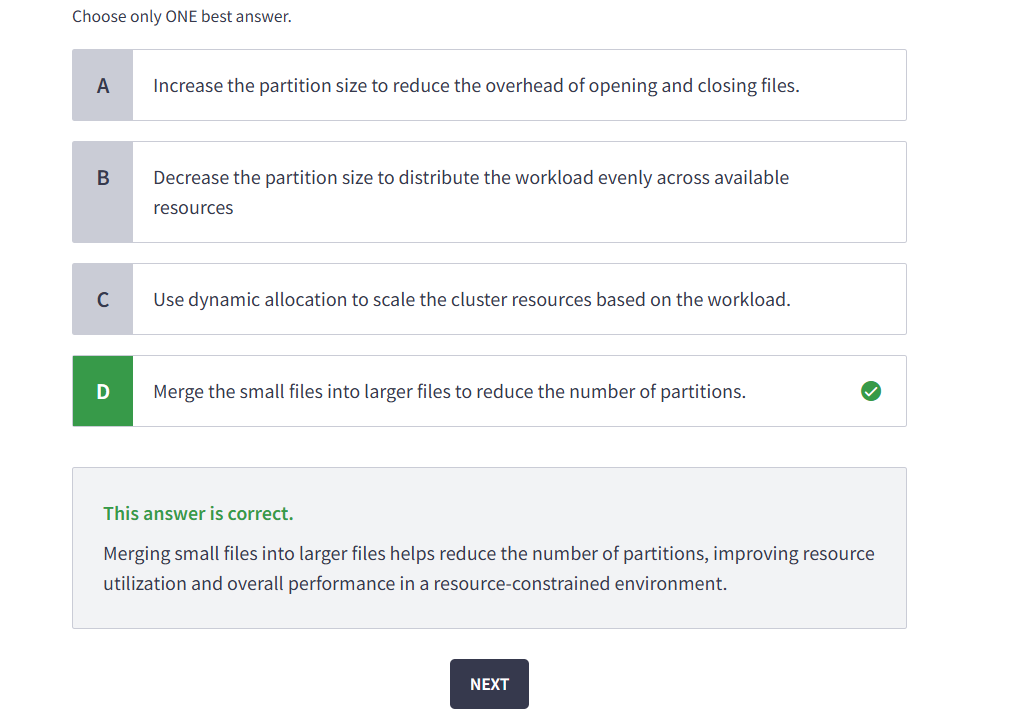 Choose only ONE best answer.
A
Increase the partition size to reduce the overhead of opening and closing files.
B
Decrease the partition size to distribute the workload evenly across available
resources
C
Use dynamic allocation to scale the cluster resources based on the workload.
D
Merge the small files into larger files to reduce the number of partitions.
This answer is correct.
Merging small files into larger files helps reduce the number of partitions, improving resource
utilization and overall performance in a resource-constrained environment.
NEXT